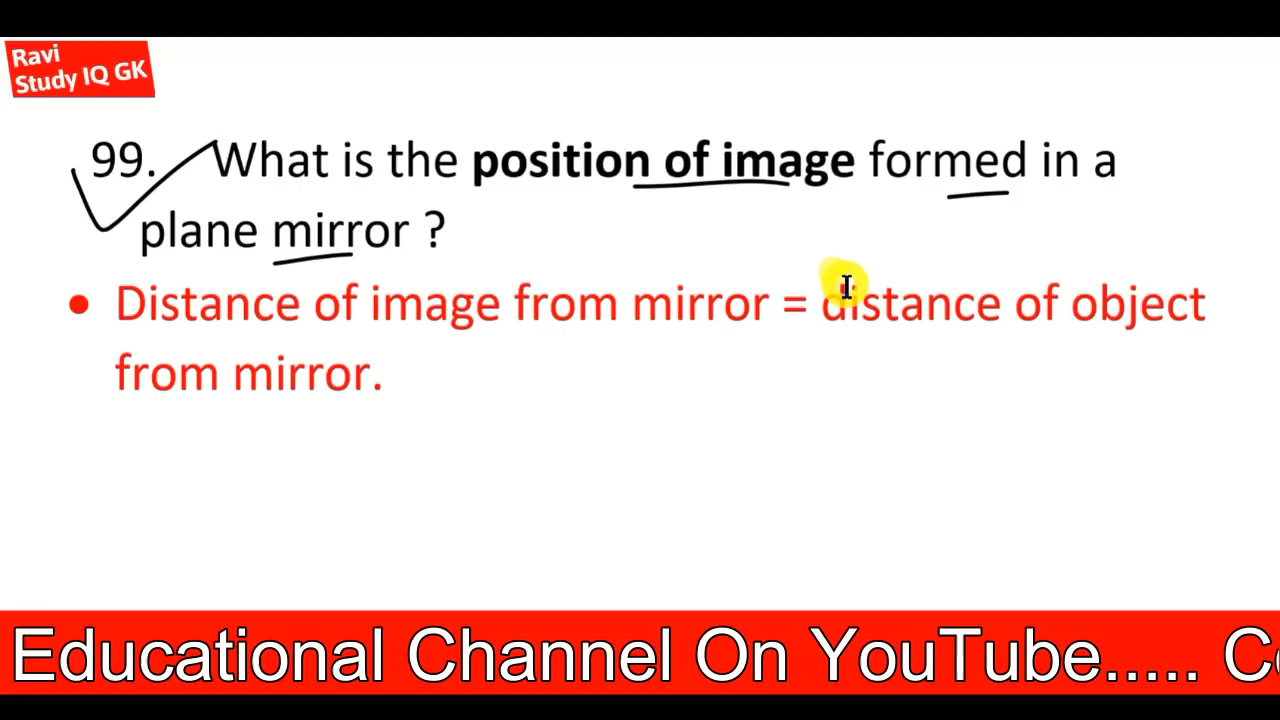 Ravi
Study IQ GK
99. What is the position of image formed in a
plane mirror ?
• Distance of image from mirror = distance of object
from mirror.
Educational Channel On YouTube.....